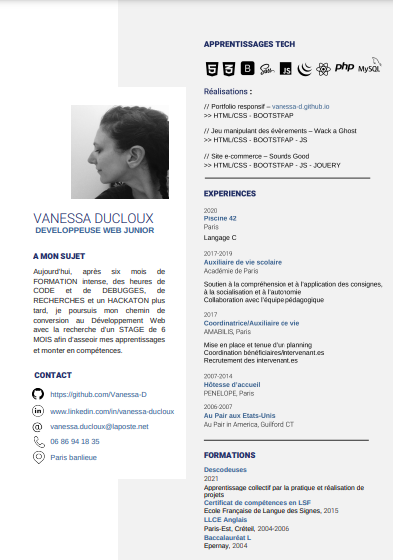 VANESSA DUCLOUX
DEVELOPPEUSE WEB JUNIOR
A MON SUJET
Aujourd'hui, après six mois de
FORMATION intense, des heures de
CODE et de DEBUGGES, de
RECHERCHES et un HACKATON plus
tard, je poursuis mon chemin de
conversion au Développement Web
avec la recherche d'un STAGE de 6
MOIS afin d'asseoir mes apprentissages
et monter en compétences.
CONTACT
https://github.com/Vanessa-D
www.linkedin.com/in/vanessa-ducloux
vanessa.ducloux@laposte.net
06 86 94 18 35
Paris banlieue
APPRENTISSAGES TECH
5 3 B Sass JS php MySQL
Réalisations :
// Portfolio responsif – vanessa-d.github.io
>> HTML/CSS - BOOTSTRAP
// Jeu manipulant des évènements – Wack a Ghost
>> HTML/CSS - BOOTSTRAP - JS
// Site e-commerce – Sounds Good
>> HTML/CSS - BOOTSTRAP - JS - JQUERY
EXPERIENCES
2020
Piscine 42
Paris
Langage C
2017-2019
Auxiliaire de vie scolaire
Académie de Paris
Soutien à la compréhension et à l'application des consignes,
à la socialisation et à l'autonomie
Collaboration avec l'équipe pédagogique
2017
Coordinatrice/Auxiliaire de vie
AMABILIS, Paris
Mise en place et tenue d'un planning
Coordination bénéficiaires/intervenant.es
Recrutement des intervenant.es
2007-2014
Hôtesse d'accueil
PENELOPE, Paris
2006-2007
Au Pair aux Etats-Unis
Au Pair in America, Guilford CT
FORMATIONS
Descodeuses
2021
Apprentissage collectif par la pratique et réalisation de
projets
Certificat de compétences en LSF
Ecole Française de Langue des Signes, 2015
LLCE Anglais
Paris-Est, Créteil, 2004-2006
Baccalauréat L
Epernay, 2004